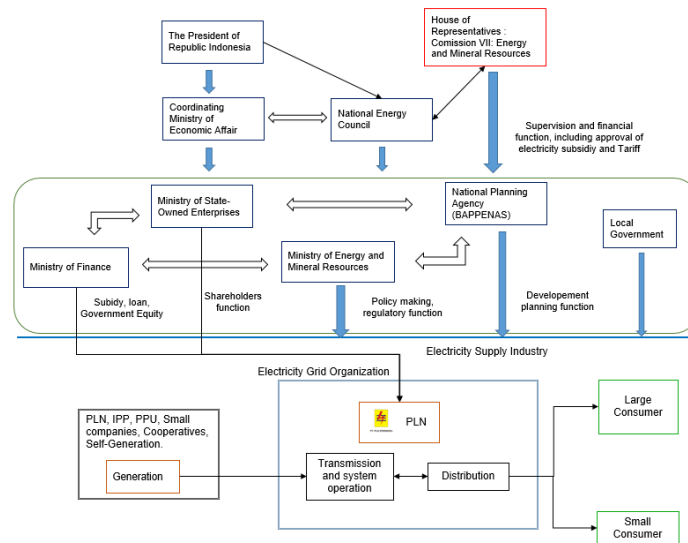 The President of
Republic Indonesia
House of
Representatives :
Comission VII: Energy
and Mineral Resources
Coordinating
Ministry of
Economic Affair
National Energy
Council
Supervision and financial
function, including approval of
electricity subsidiy and Tariff
Ministry of State-
Owned Enterprises
National Planning
Agency
(BAPPENAS)
Local
Government
Ministry of Finance
Ministry of Energy and
Mineral Resources
Subidy, loan,
Government Equity
Shareholders
function
Policy making,
regulatory function
Developement
planning function
Electricity Supply Industry
Electricity Grid Organization
PLN
PLN, IPP, PPU, Small
companies, Cooperatives,
Self-Generation.
Generation
Transmission
and system
operation
Distribution
Large
Consumer
Small
Consumer